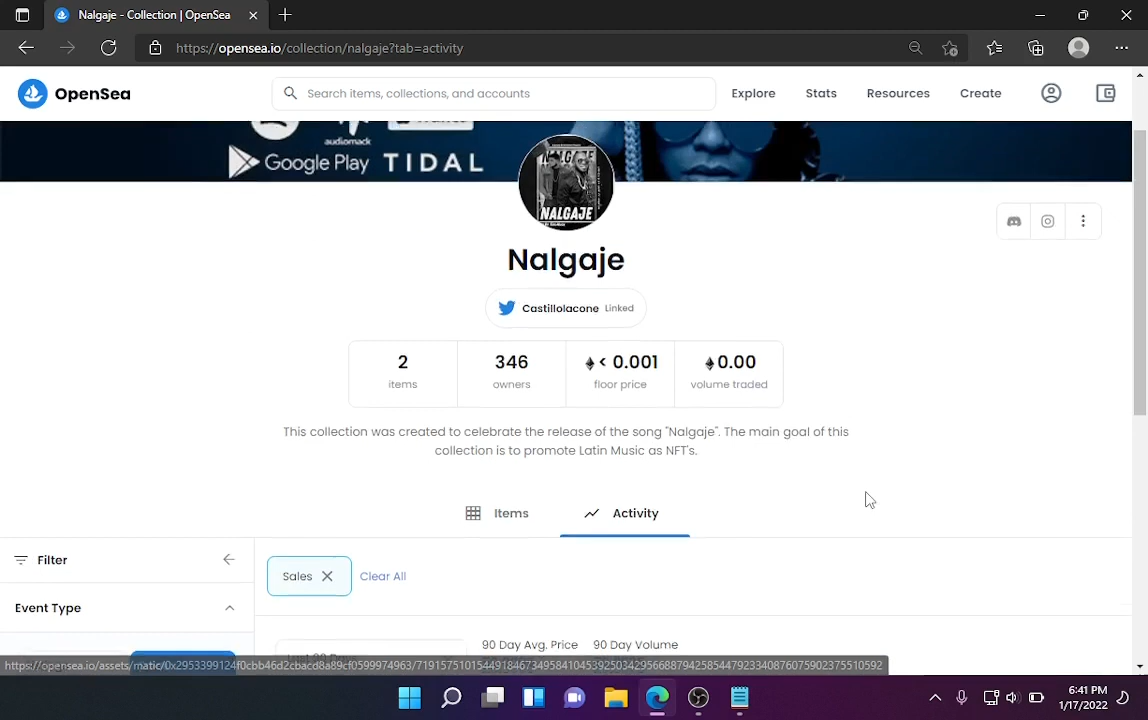 Nalgaje - Collection | OpenSea
https://opensea.io/collection/nalgaje?tab=activity
OpenSea
Search items, collections, and accounts
Explore
Stats
Resources
Create
audiomack
Google Play TIDAL
NALGAJE
Nalgaje
Castillolacone Linked
2
items
346
owners
< 0.001
floor price
0.00
volume traded
This collection was created to celebrate the release of the song "Nalgaje". The main goal of this
collection is to promote Latin Music as NFT's.
Items
Activity
Filter
Sales
Clear All
Event Type
90 Day Avg. Price
90 Day Volume
6:41 PM
1/17/2022